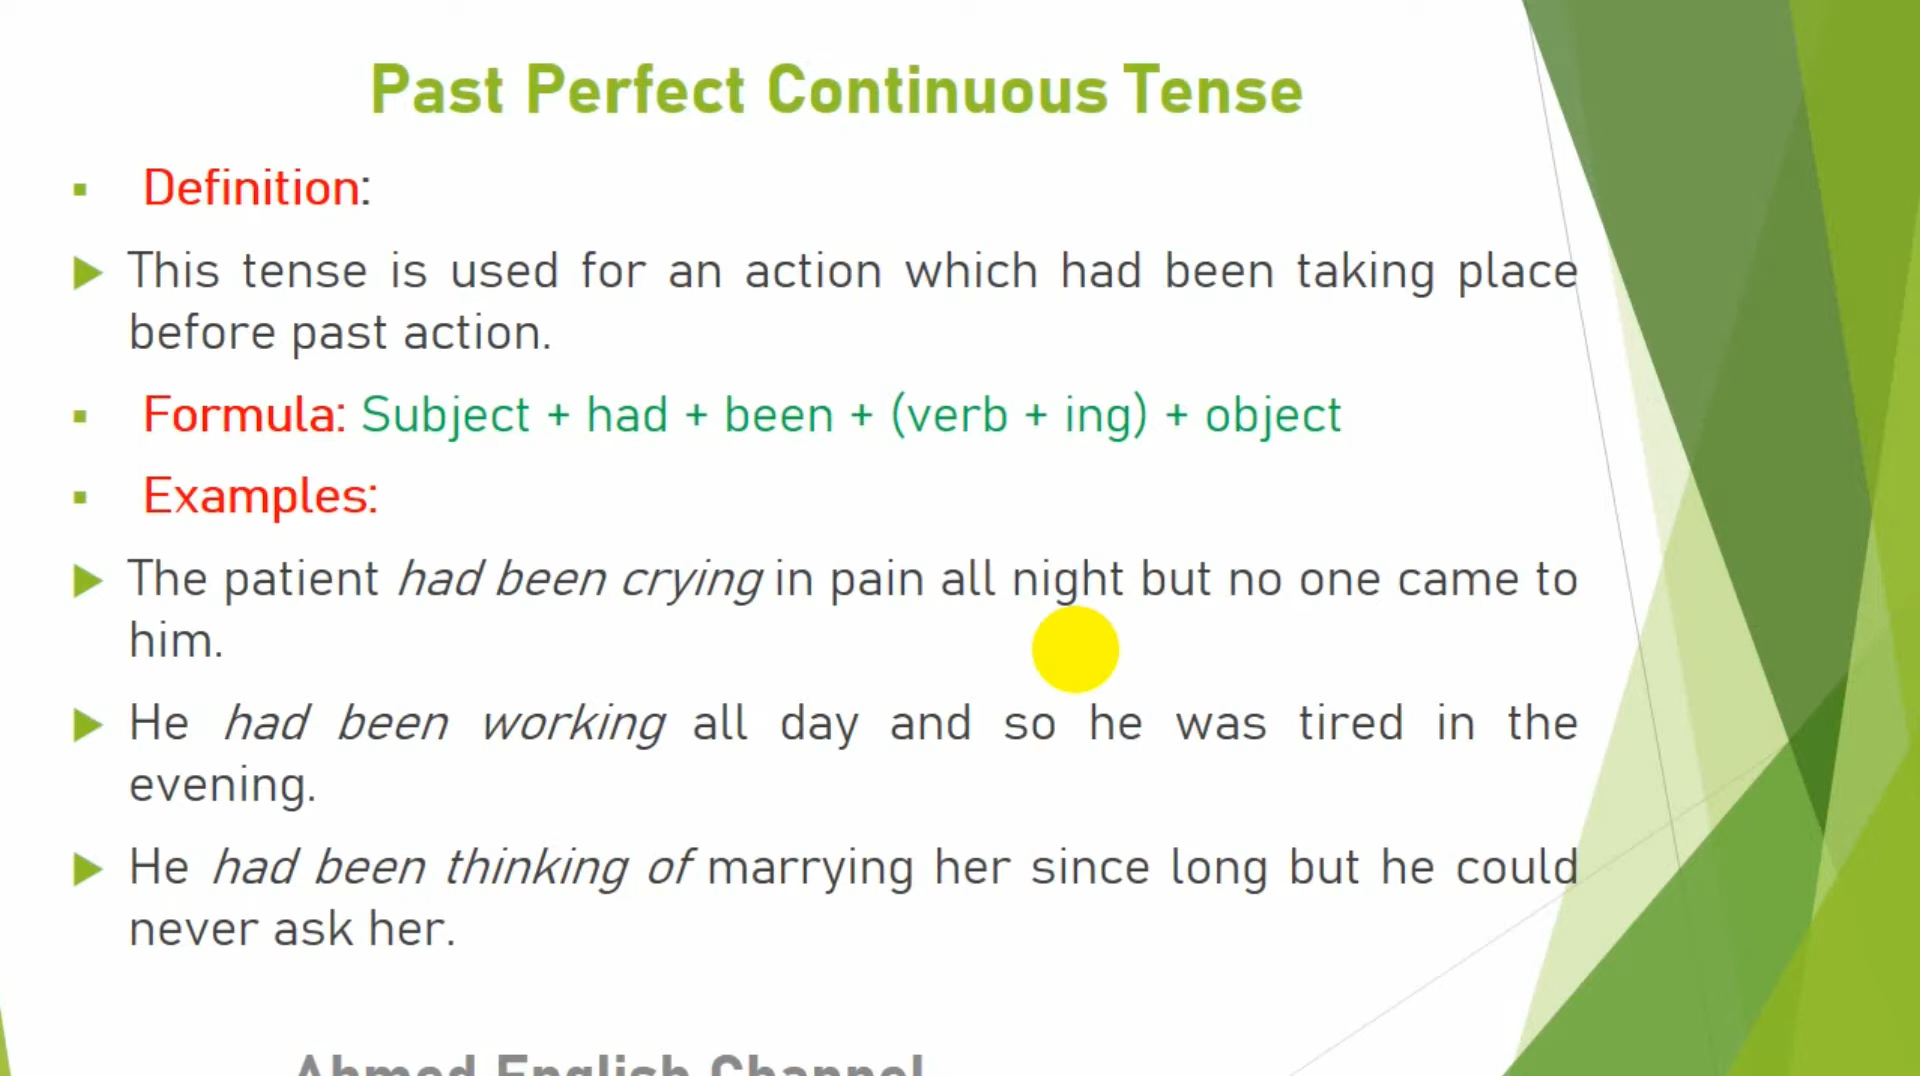 Past Perfect Continuous Tense
Definition:
This tense is used for an action which had been taking place
before past action.
Formula: Subject + had + been + (verb + ing) + object
Examples:
The patient had been crying in pain all night but no one came to
him.
He had been working all day and so he was tired in the
evening.
He had been thinking of marrying her since long but he could
never ask her.
Ahmed English Channel